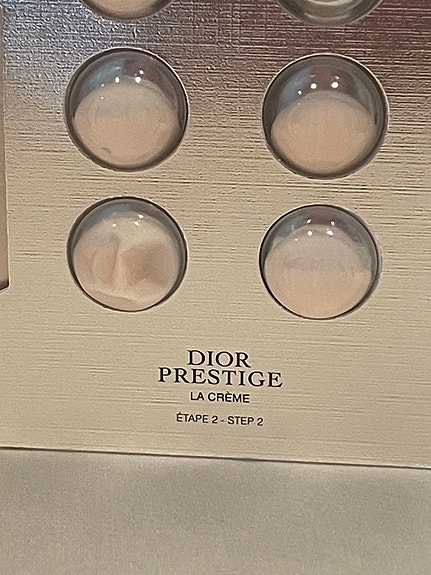 DIOR
PRESTIGE
LA CRÈME
ÉTAPE 2 - STEP 2